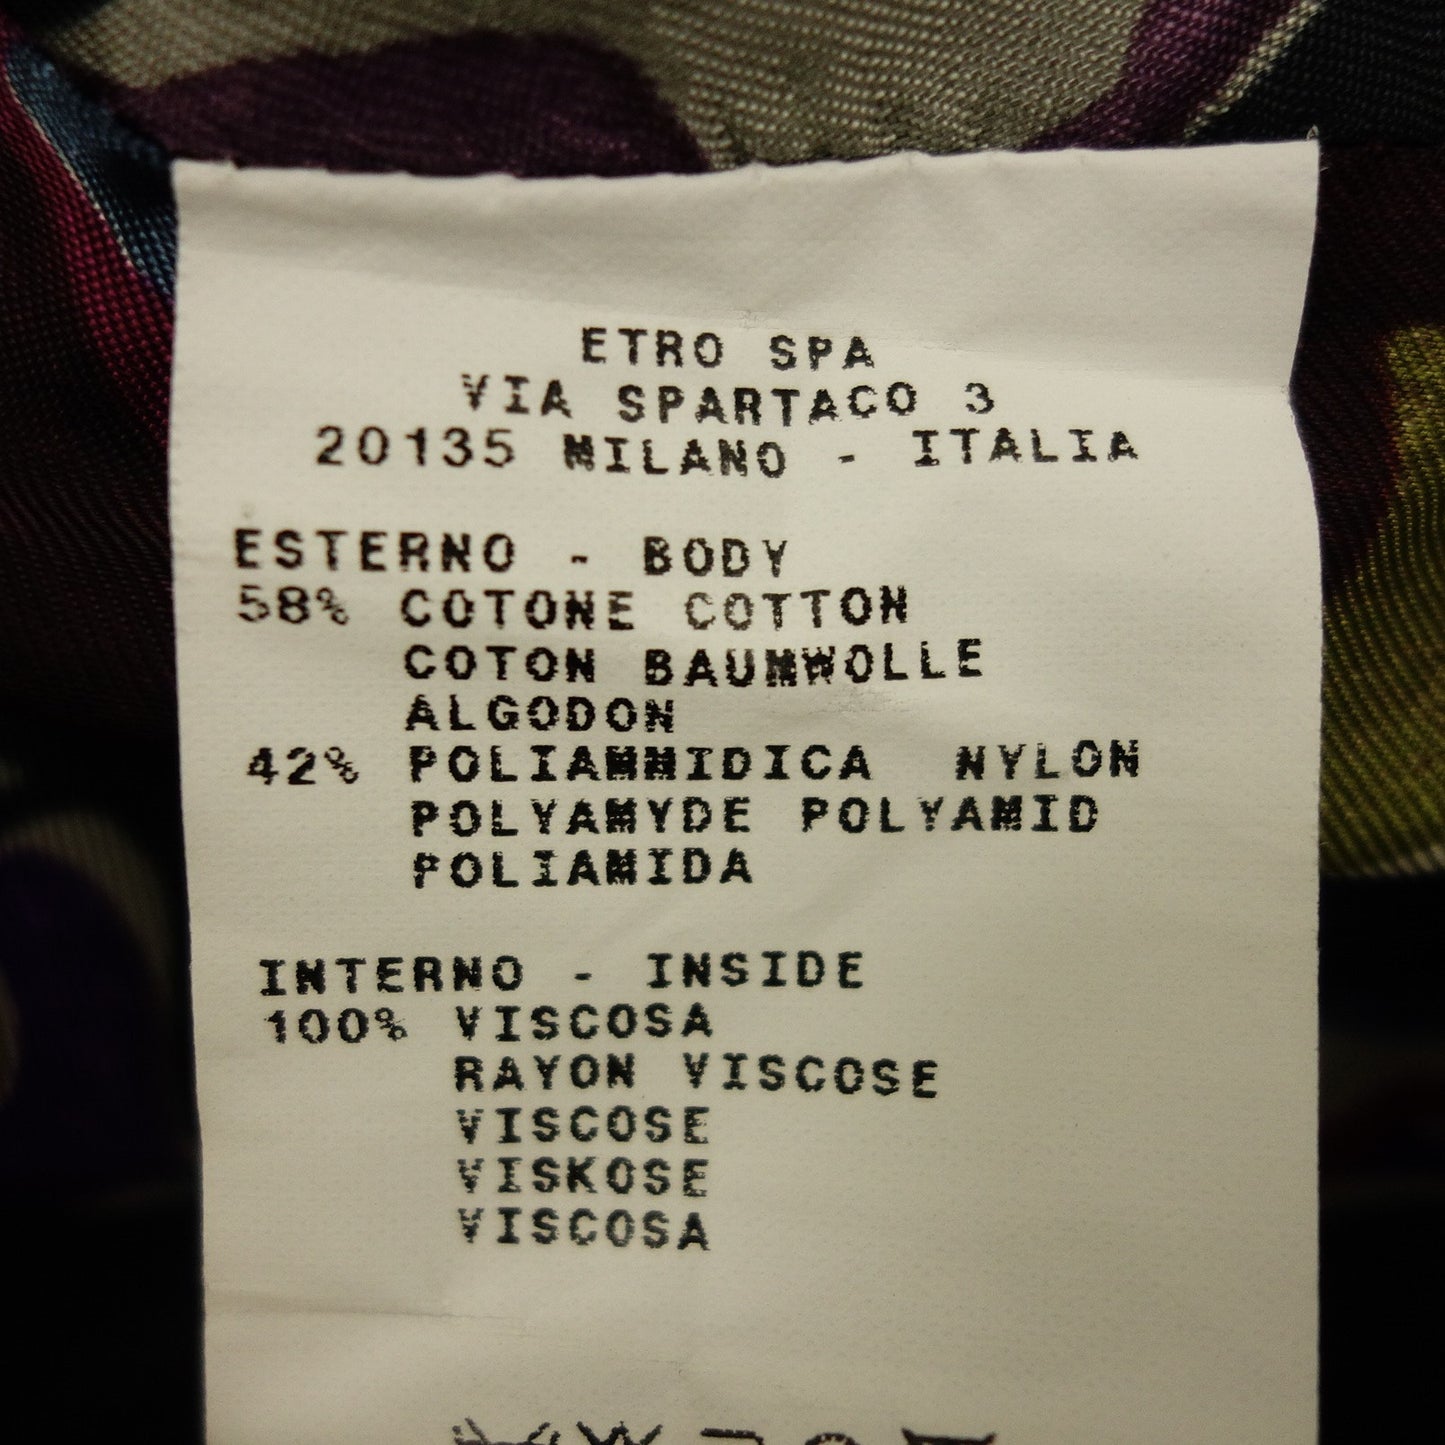 ETRO SPA
VIA SPARTACO 3
20135 MILANO - ITALIA
ESTERNO - BODY
58% COTONE COTTON
COTON BAUMWOLLE
ALGODON
42% POLIAMMIDICA NYLON
POLYAMYDE POLYAMID
POLIAMIDA
INTERNO - INSIDE
100% VISCOSA
RAYON VISCOSE
VISCOSE
VISKOSE
VISCOSA